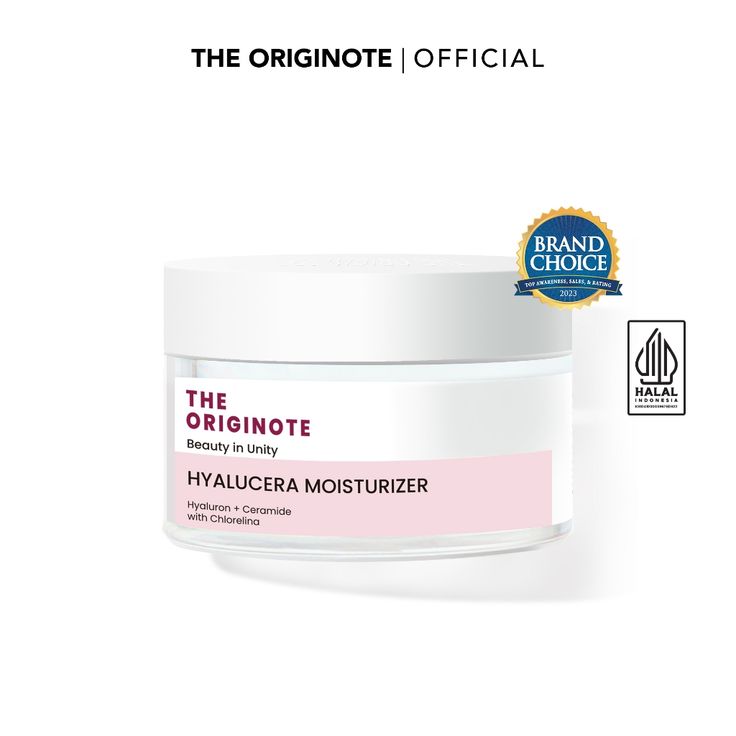 THE ORIGINOTE | OFFICIAL
BRAND
CHOICE
TOP AWARENESS, SALES, & RATING
2023
HALAL
INDONESIA
THE
ORIGINOTE
Beauty in Unity
HYALUCERA MOISTURIZER
Hyaluron + Ceramide
with Chlorelina